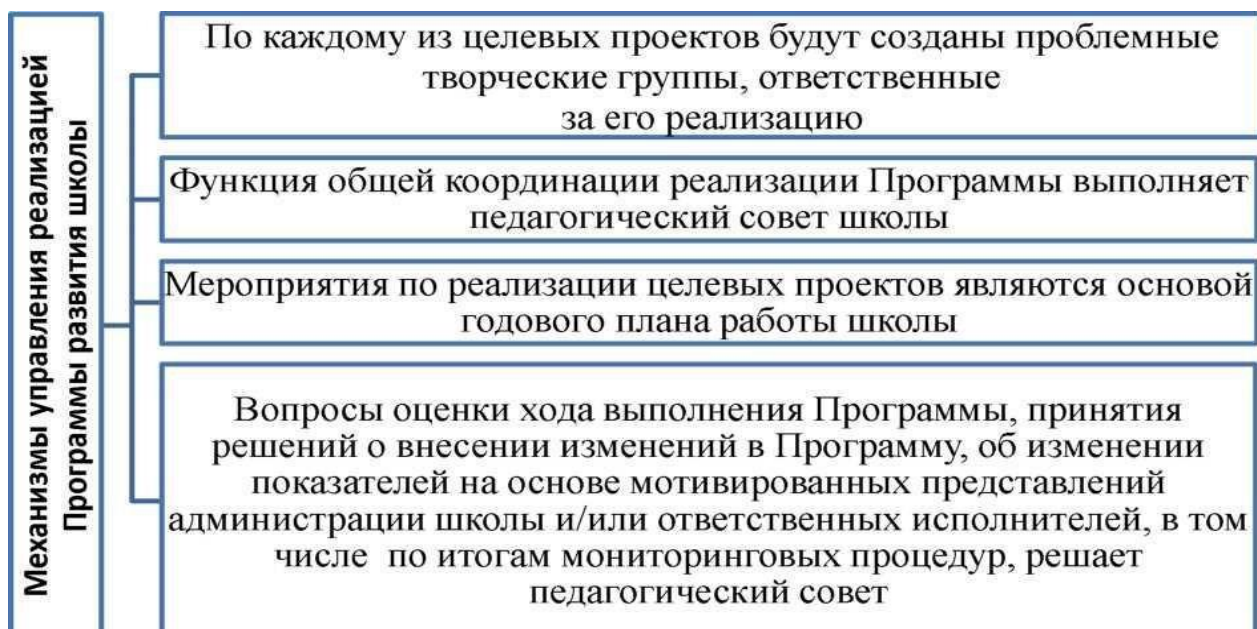 Механизмы управления реализацией
Программы развития школы
По каждому из целевых проектов будут созданы проблемные
творческие группы, ответственные
за его реализацию
Функция общей координации реализации Программы выполняет
педагогический совет школы
Мероприятия по реализации целевых проектов являются основой
годового плана работы школы
Вопросы оценки хода выполнения Программы, принятия
решений о внесении изменений в Программу, об изменении
показателей на основе мотивированных представлений
администрации школы и/или ответственных исполнителей, в том
числе по итогам мониторинговых процедур, решает
педагогический совет